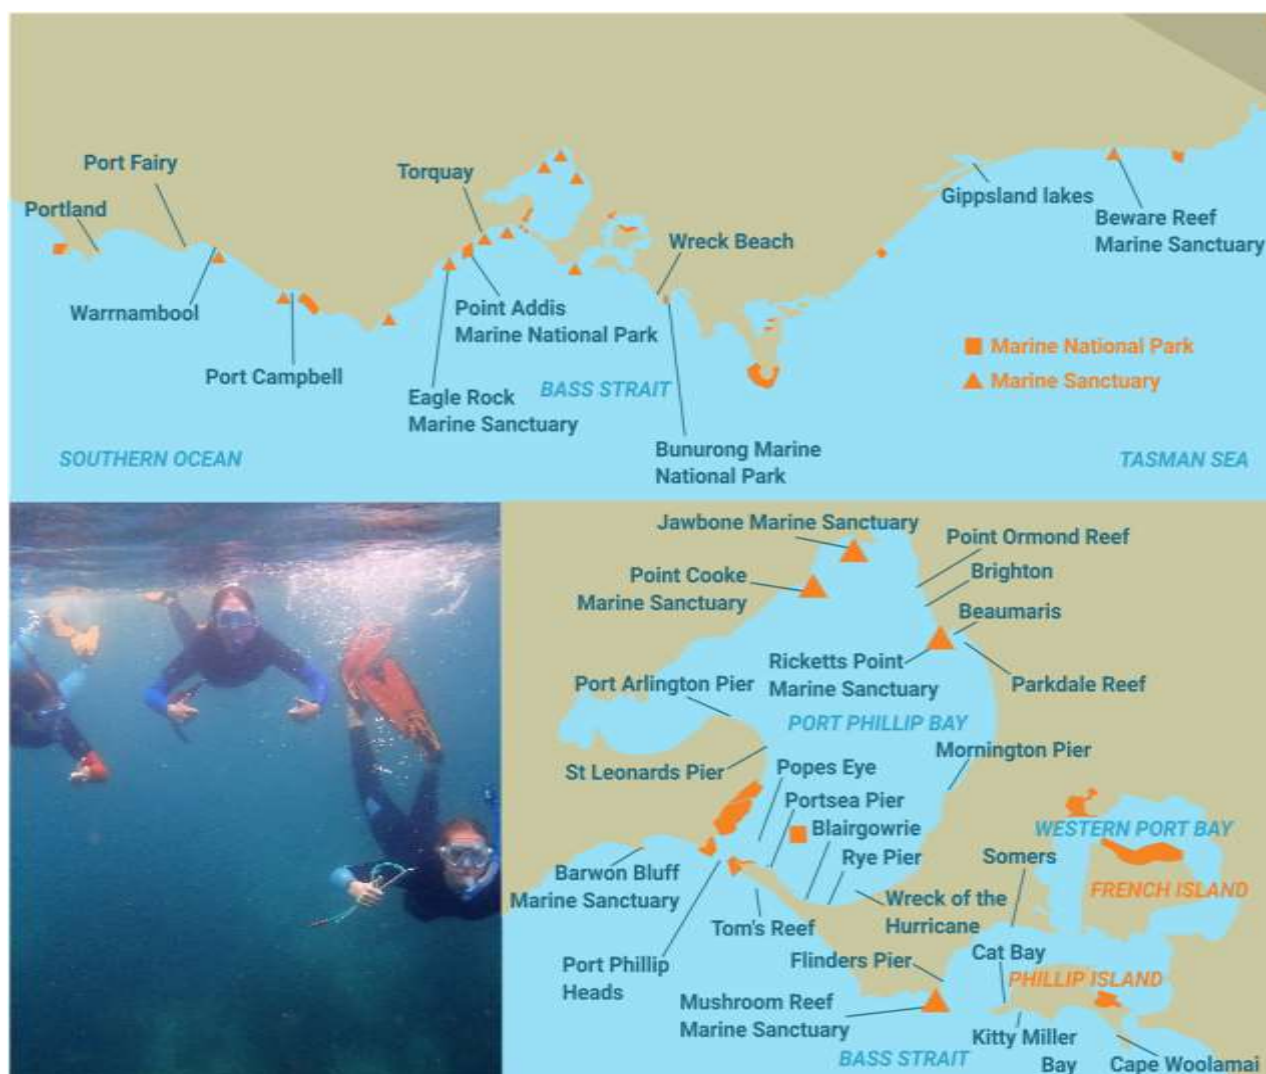 Port Fairy
Portland
Warrnambool
Port Campbell
Torquay
Point Addis
Marine National Park
Eagle Rock
Marine Sanctuary
BASS STRAIT
Wreck Beach
Bunurong Marine
National Park
Gippsland lakes
Beware Reef
Marine Sanctuary
Marine National Park
Marine Sanctuary
SOUTHERN OCEAN
TASMAN SEA
Jawbone Marine Sanctuary
Point Cooke
Marine Sanctuary
Point Ormond Reef
Brighton
Beaumaris
Ricketts Point
Marine Sanctuary
Parkdale Reef
Port Arlington Pier
PORT PHILLIP BAY
St Leonards Pier
Mornington Pier
Popes Eye
Portsea Pier
Blairgowrie
Rye Pier
WESTERN PORT BAY
Somers
FRENCH ISLAND
Barwon Bluff
Marine Sanctuary
Tom's Reef
Wreck of the
Hurricane
Port Phillip
Heads
Flinders Pier
Cat Bay
PHILLIP ISLAND
Mushroom Reef
Marine Sanctuary
Kitty Miller
Bay
Cape Woolamai
BASS STRAIT